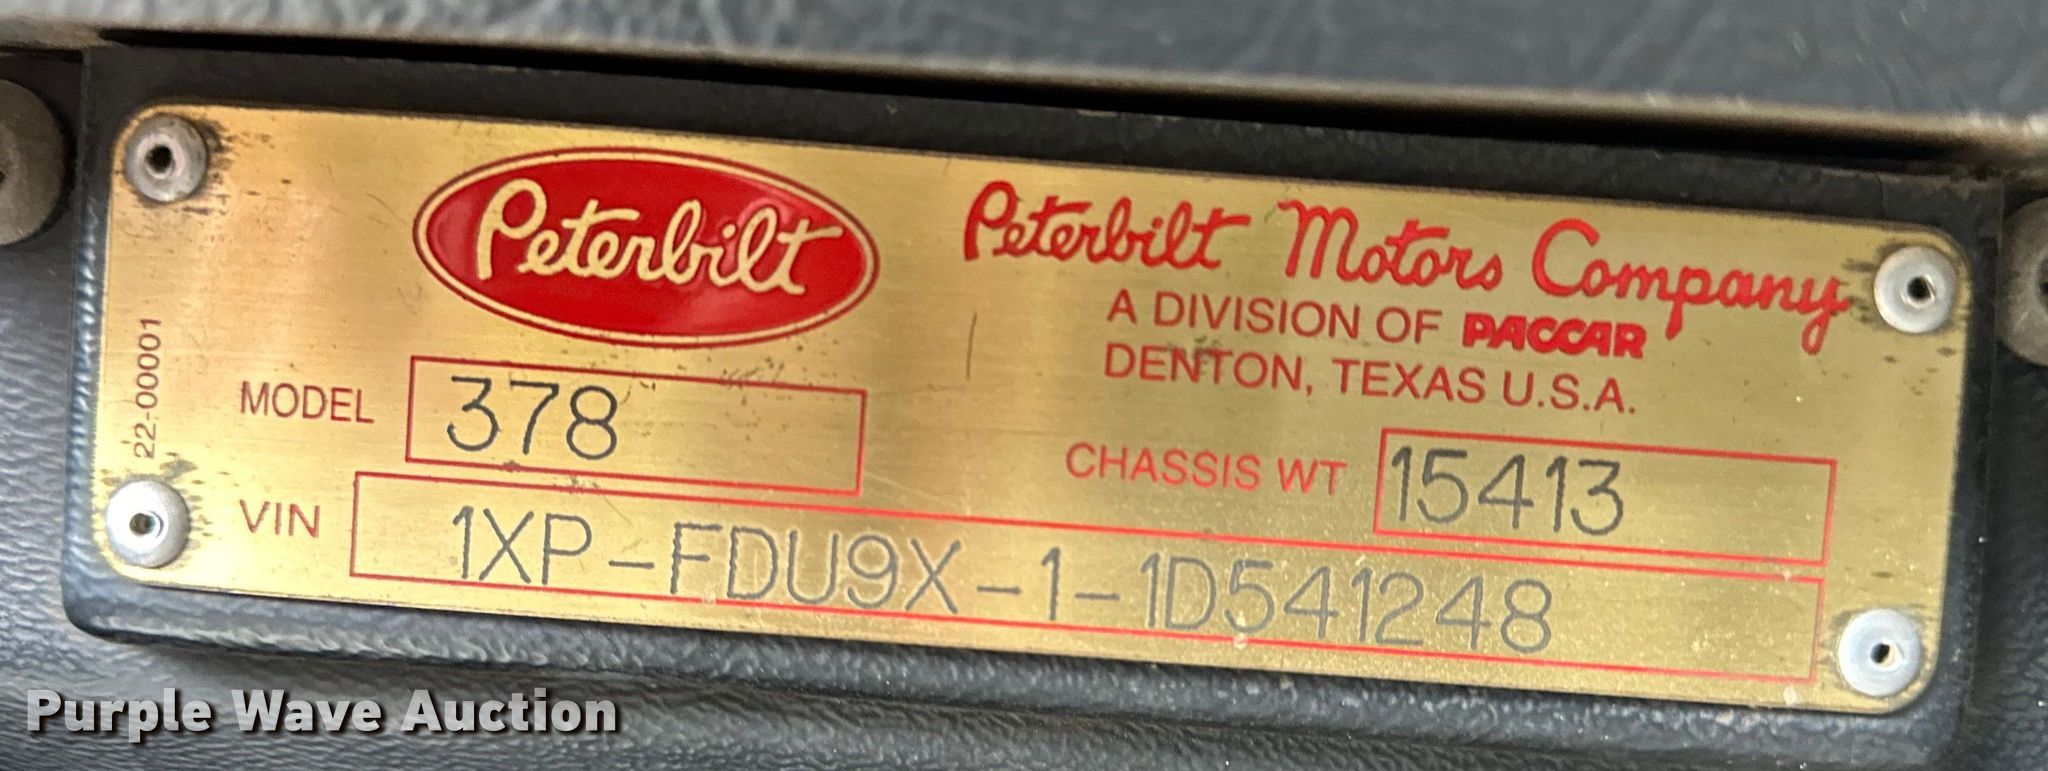 Peterbilt
Peterbilt Motors Company
A DIVISION OF PACCAR
DENTON, TEXAS U.S.A.
22-00001
MODEL 378
CHASSIS WT 15413
VIN 1XP-FDU9X-1-1D541248
Purple Wave Auction